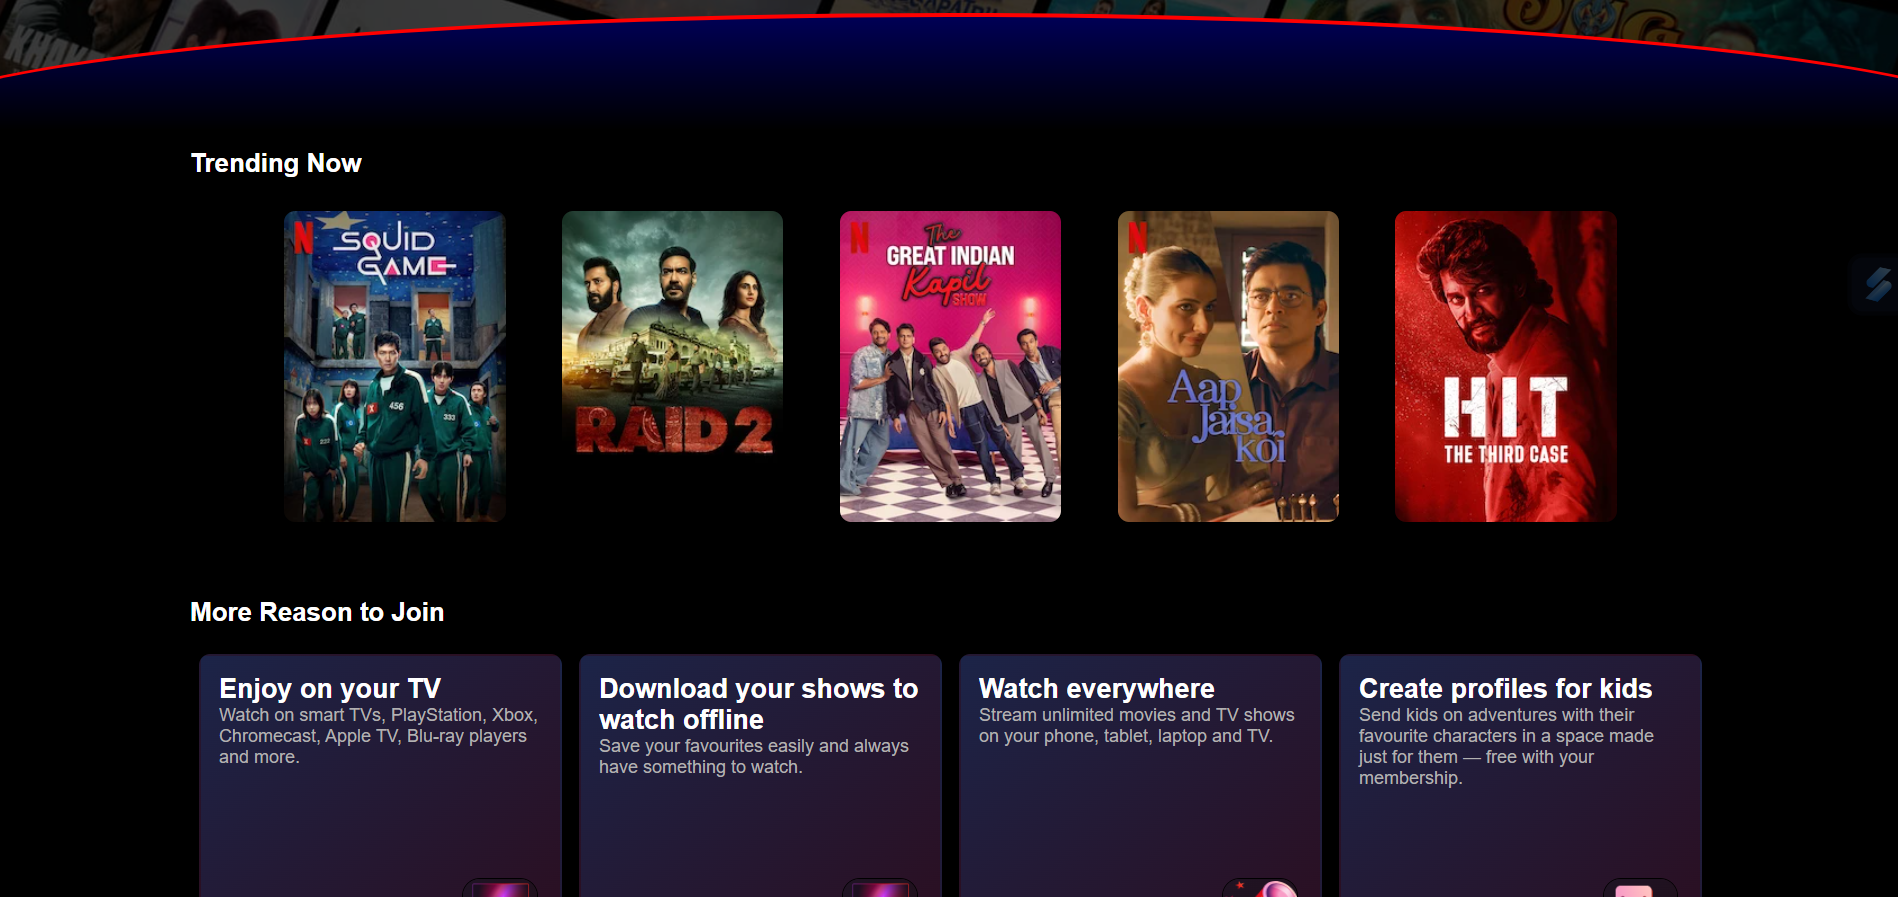 Trending Now
N
SQUID
GAME
456
333
222
RAID 2
N
The
GREAT INDIAN
Kapil
SHOW
N
Aap
Jaisa
koi
HIT
THE THIRD CASE
More Reason to Join
Enjoy on your TV
Watch on smart TVs, PlayStation, Xbox,
Chromecast, Apple TV, Blu-ray players
and more.
Download your shows to
watch offline
Save your favourites easily and always
have something to watch.
Watch everywhere
Stream unlimited movies and TV shows
on your phone, tablet, laptop and TV.
Create profiles for kids
Send kids on adventures with their
favourite characters in a space made
just for them — free with your
membership.